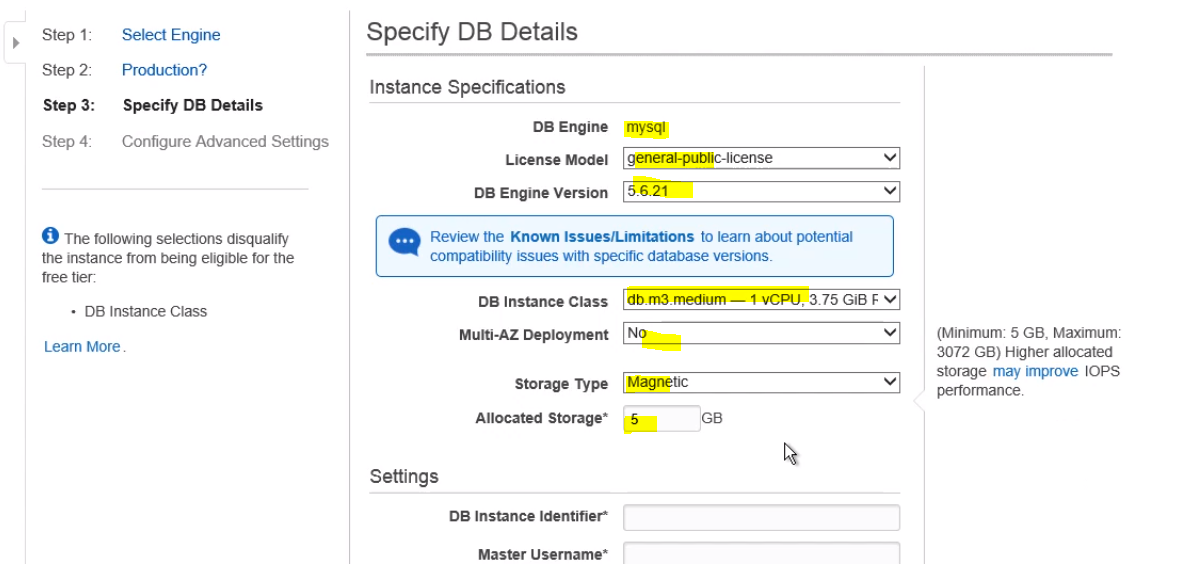 Step 1: Select Engine
Step 2: Production?
Step 3: Specify DB Details
Step 4: Configure Advanced Settings
The following selections disqualify
the instance from being eligible for the
free tier:
• DB Instance Class
Learn More.
Specify DB Details
Instance Specifications
DB Engine mysql
License Model general-public-license
DB Engine Version 5.6.21
Review the Known Issues/Limitations to learn about potential
compatibility issues with specific database versions.
DB Instance Class db.m3.medium — 1 vCPU, 3.75 GiB
Multi-AZ Deployment No
Storage Type Magnetic
Allocated Storage* 5 GB
(Minimum: 5 GB, Maximum:
3072 GB) Higher allocated
storage may improve IOPS
performance.
Settings
DB Instance Identifier*
Master Username*